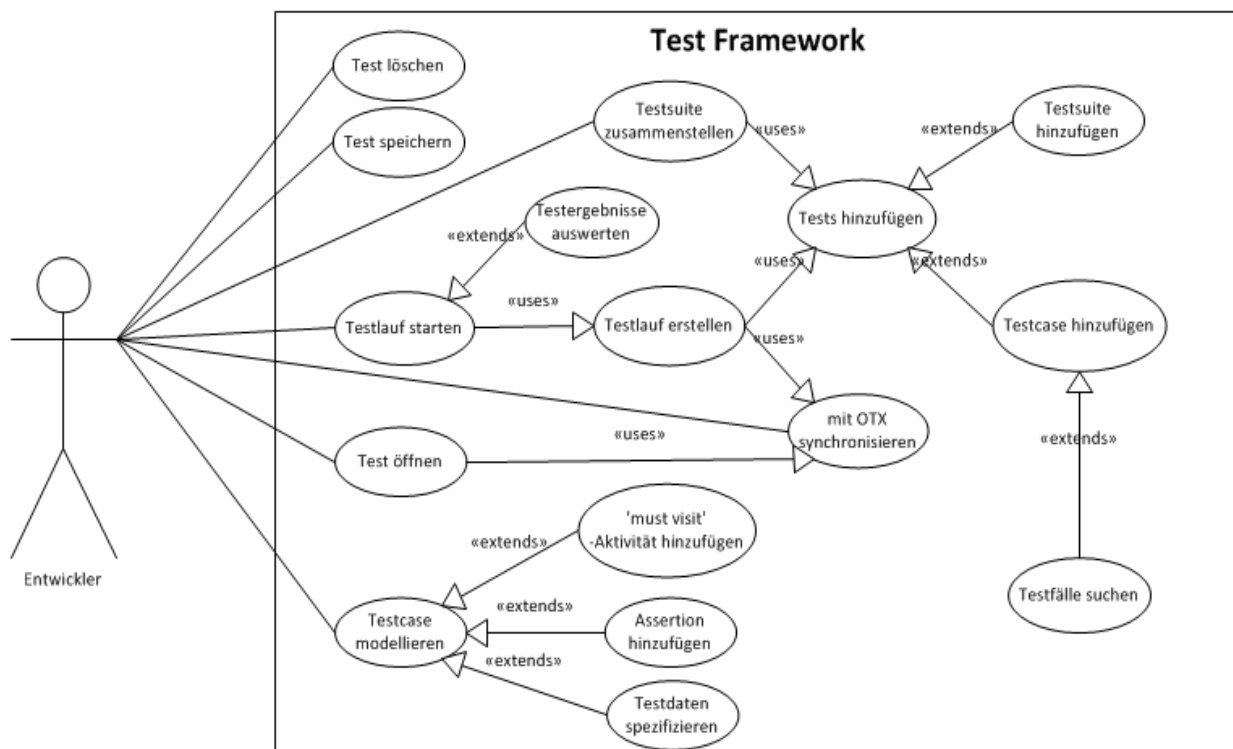 Test Framework
Test löschen
Test speichern
Testsuite
zusammenstellen
«uses»
«extends»
Testsuite
hinzufügen
Testergebnisse
auswerten
«extends»
Tests hinzufügen
«uses»
«extends»
Testlauf starten
«uses»
Testlauf erstellen
«uses»
Testcase hinzufügen
mit OTX
synchronisieren
«uses»
Test öffnen
«extends»
'must visit'
-Aktivität hinzufügen
«extends»
Entwickler
Testfälle suchen
«extends»
Testcase
modellieren
Assertion
hinzufügen
«extends»
Testdaten
spezifizieren